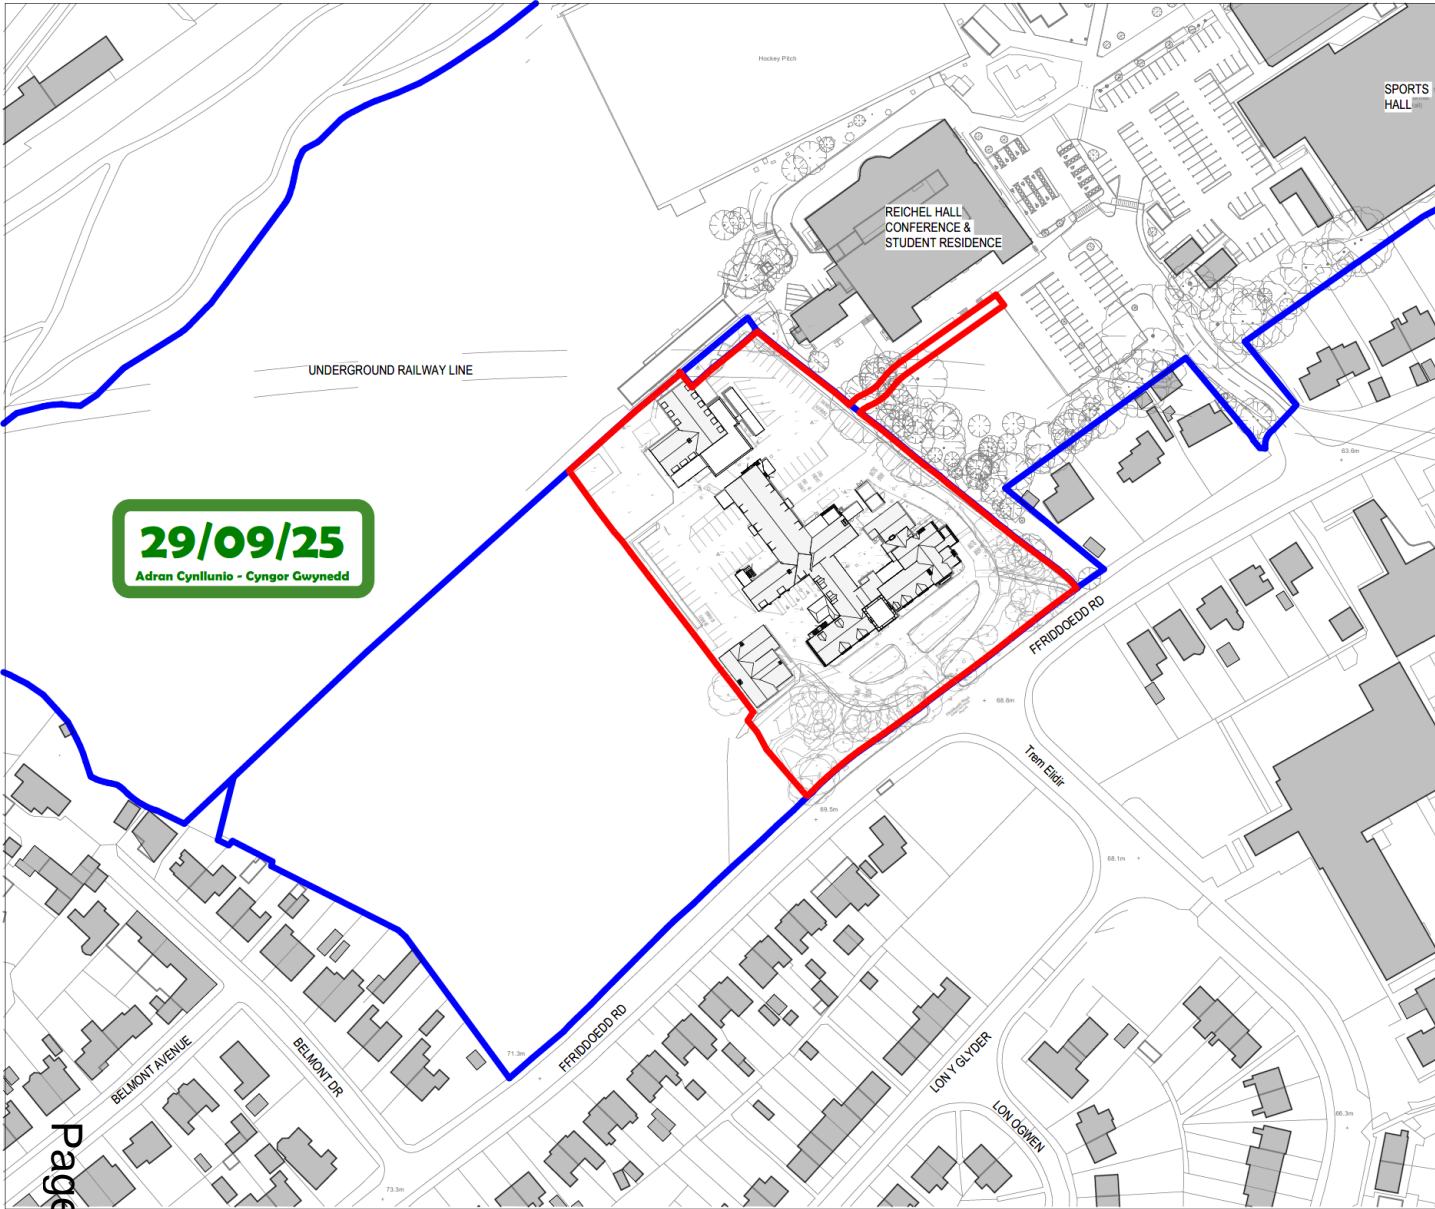 Hockey Pitch
SPORTS
HALL
REICHEL HALL
CONFERENCE &
STUDENT RESIDENCE
UNDERGROUND RAILWAY LINE
63.6m
29/09/25
Adran Cynllunio - Cyngor Gwynedd
FFRIDDOEDD RD
68.8m
Trem Elidir
69.5m
68.1m
71.3m
FFRIDDOEDD RD
BELMONT AVENUE
BELMONT DR
LON Y GLYDER
LON OGWEN
66.3m
73.3m
Page